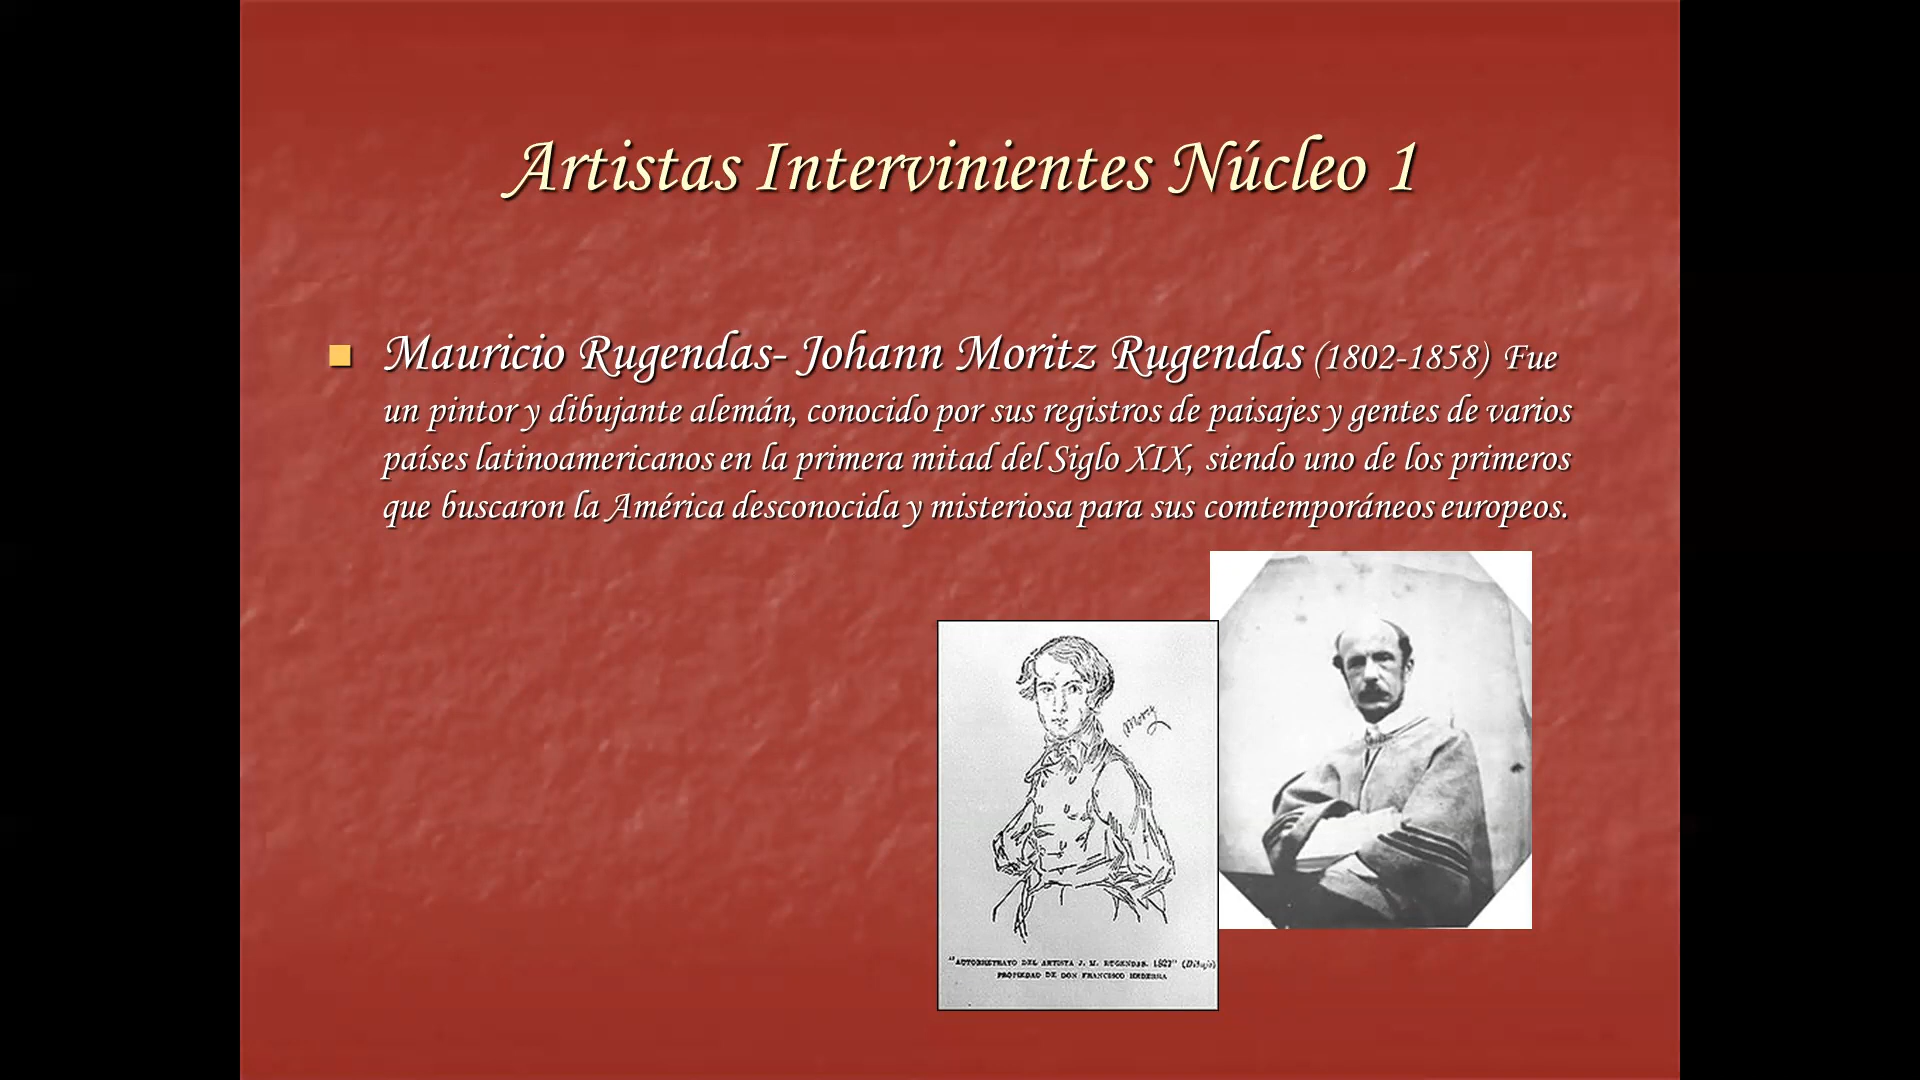 Artistas Intervinientes Núcleo 1
Mauricio Rugendas- Johann Moritz Rugendas (1802-1858) Fue
un pintor y dibujante alemán, conocido por sus registros de paisajes y gentes de varios
países latinoamericanos en la primera mitad del Siglo XIX, siendo uno de los primeros
que buscaron la América desconocida y misteriosa para sus comtemporáneos europeos.
"AUTORRETRATO DEL ARTISTA J. M. RUGENDAS. (Dibujo)
PROPIEDAD DE DON FRANCISCO